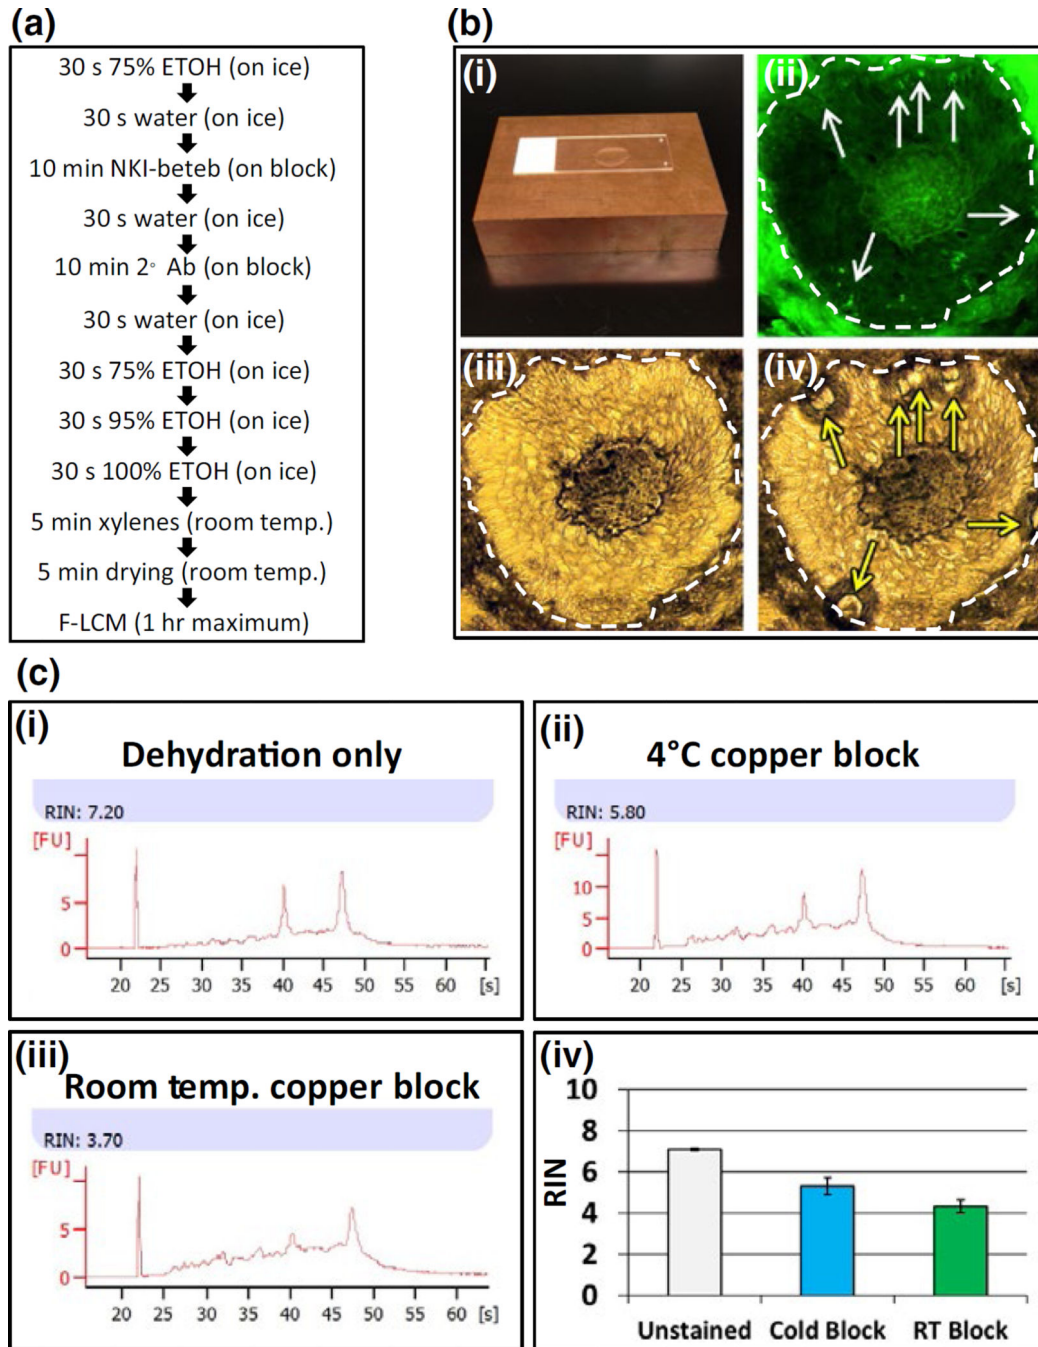 (a)
30 s 75% ETOH (on ice)
30 s water (on ice)
10 min NKI-beteb (on block)
30 s water (on ice)
10 min 2° Ab (on block)
30 s water (on ice)
30 s 75% ETOH (on ice)
30 s 95% ETOH (on ice)
30 s 100% ETOH (on ice)
5 min xylenes (room temp.)
5 min drying (room temp.)
F-LCM (1 hr maximum)
(b)
(i)
(ii)
(iii)
(iv)
(c)
(i)
Dehydration only
RIN: 7.20
[FU]
5
0
20 25 30 35 40 45 50 55 60 [s]
(ii)
4°C copper block
RIN: 5.80
[FU]
10
5
0
20 25 30 35 40 45 50 55 60 [s]
(iii)
Room temp. copper block
RIN: 3.70
[FU]
5
0
20 25 30 35 40 45 50 55 60 [s]
(iv)
RIN
10
8
6
4
2
0
Unstained Cold Block RT Block